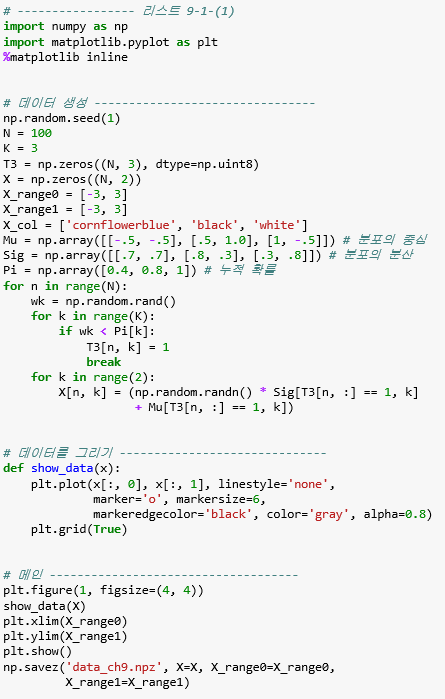 # ----------------- 리스트 9-1-(1)
import numpy as np
import matplotlib.pyplot as plt
%matplotlib inline
# 데이터 생성 --------------------------------
np.random.seed(1)
N = 100
K = 3
T3 = np.zeros((N, 3), dtype=np.uint8)
X = np.zeros((N, 2))
X_range0 = [-3, 3]
X_range1 = [-3, 3]
X_col = ['cornflowerblue', 'black', 'white']
Mu = np.array([[-.5, -.5], [.5, 1.0], [1, -.5]]) # 분포의 중심
Sig = np.array([[.7, .7], [.8, .3], [.3, .8]]) # 분포의 분산
Pi = np.array([0.4, 0.8, 1]) # 누적 확률
for n in range(N):
    wk = np.random.rand()
    for k in range(K):
        if wk < Pi[k]:
            T3[n, k] = 1
            break
    for k in range(2):
        X[n, k] = (np.random.randn() * Sig[T3[n, :] == 1, k]
                   + Mu[T3[n, :] == 1, k])
# 데이터를 그리기 ------------------------------
def show_data(x):
    plt.plot(x[:, 0], x[:, 1], linestyle='none',
             marker='o', markersize=6,
             markeredgecolor='black', color='gray', alpha=0.8)
    plt.grid(True)
# 메인 ------------------------------------
plt.figure(1, figsize=(4, 4))
show_data(X)
plt.xlim(X_range0)
plt.ylim(X_range1)
plt.show()
np.savez('data_ch9.npz', X=X, X_range0=X_range0,
         X_range1=X_range1)